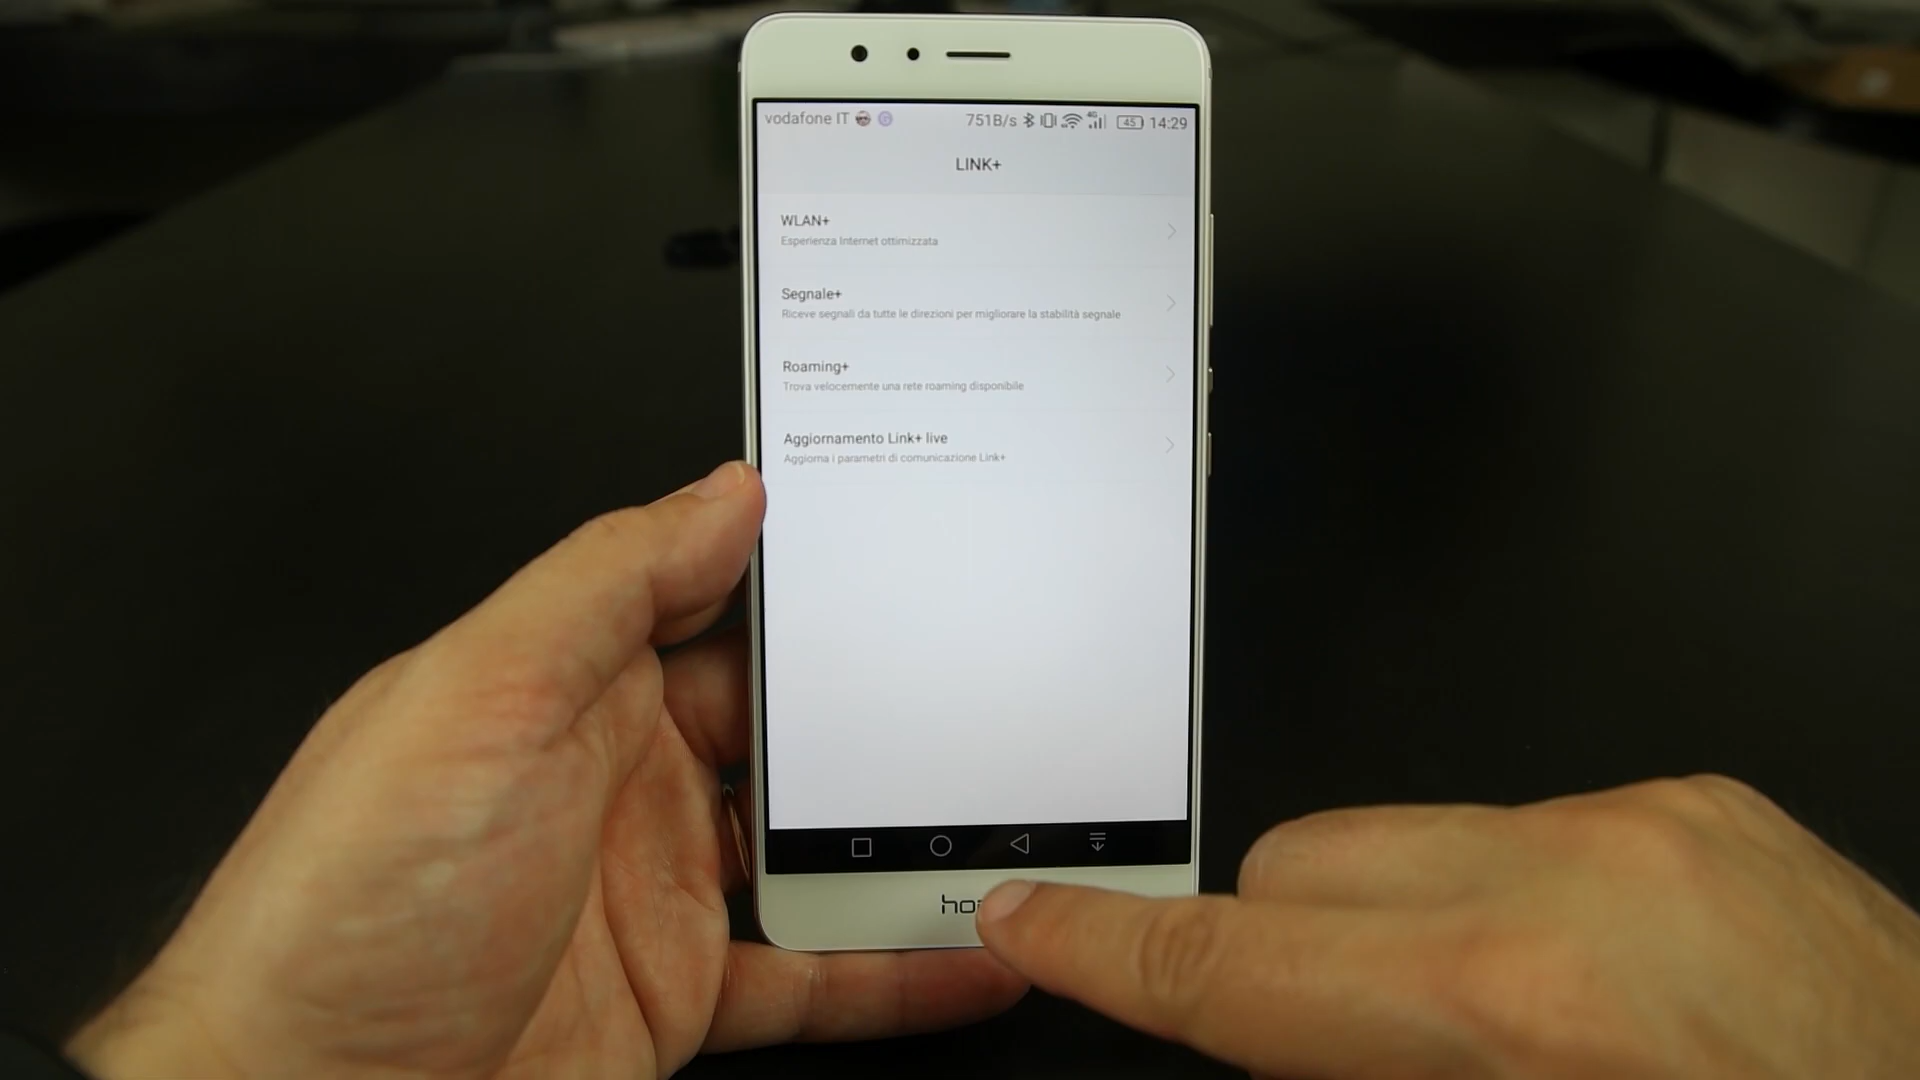 vodafone IT 751B/s 4G 45 14:29
LINK+
WLAN+
Esperienza Internet ottimizzata
Segnale+
Riceve segnali da tutte le direzioni per migliorare la stabilità segnale
Roaming+
Trova velocemente una rete roaming disponibile
Aggiornamento Link+ live
Aggiorna i parametri di comunicazione Link+
ho